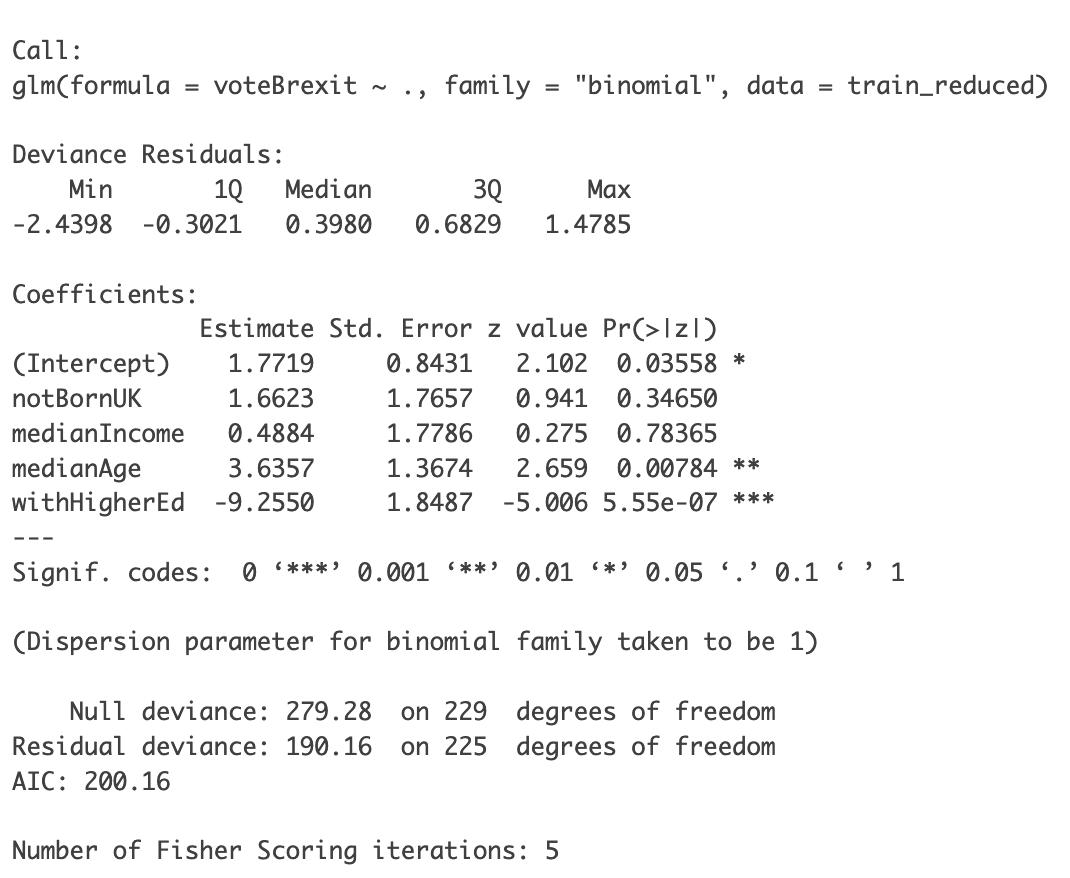 Call:
glm(formula = voteBrexit ~ ., family = "binomial", data = train_reduced)
Deviance Residuals:
    Min       1Q   Median       3Q      Max
-2.4398  -0.3021   0.3980   0.6829   1.4785
Coefficients:
             Estimate Std. Error z value Pr(>|z|)
(Intercept)    1.7719     0.8431   2.102  0.03558 *
notBornUK      1.6623     1.7657   0.941  0.34650
medianIncome   0.4884     1.7786   0.275  0.78365
medianAge      3.6357     1.3674   2.659  0.00784 **
withHigherEd  -9.2550     1.8487  -5.006 5.55e-07 ***
---
Signif. codes:  0 ‘***’ 0.001 ‘**’ 0.01 ‘*’ 0.05 ‘.’ 0.1 ‘ ’ 1
(Dispersion parameter for binomial family taken to be 1)
    Null deviance: 279.28  on 229  degrees of freedom
Residual deviance: 190.16  on 225  degrees of freedom
AIC: 200.16
Number of Fisher Scoring iterations: 5